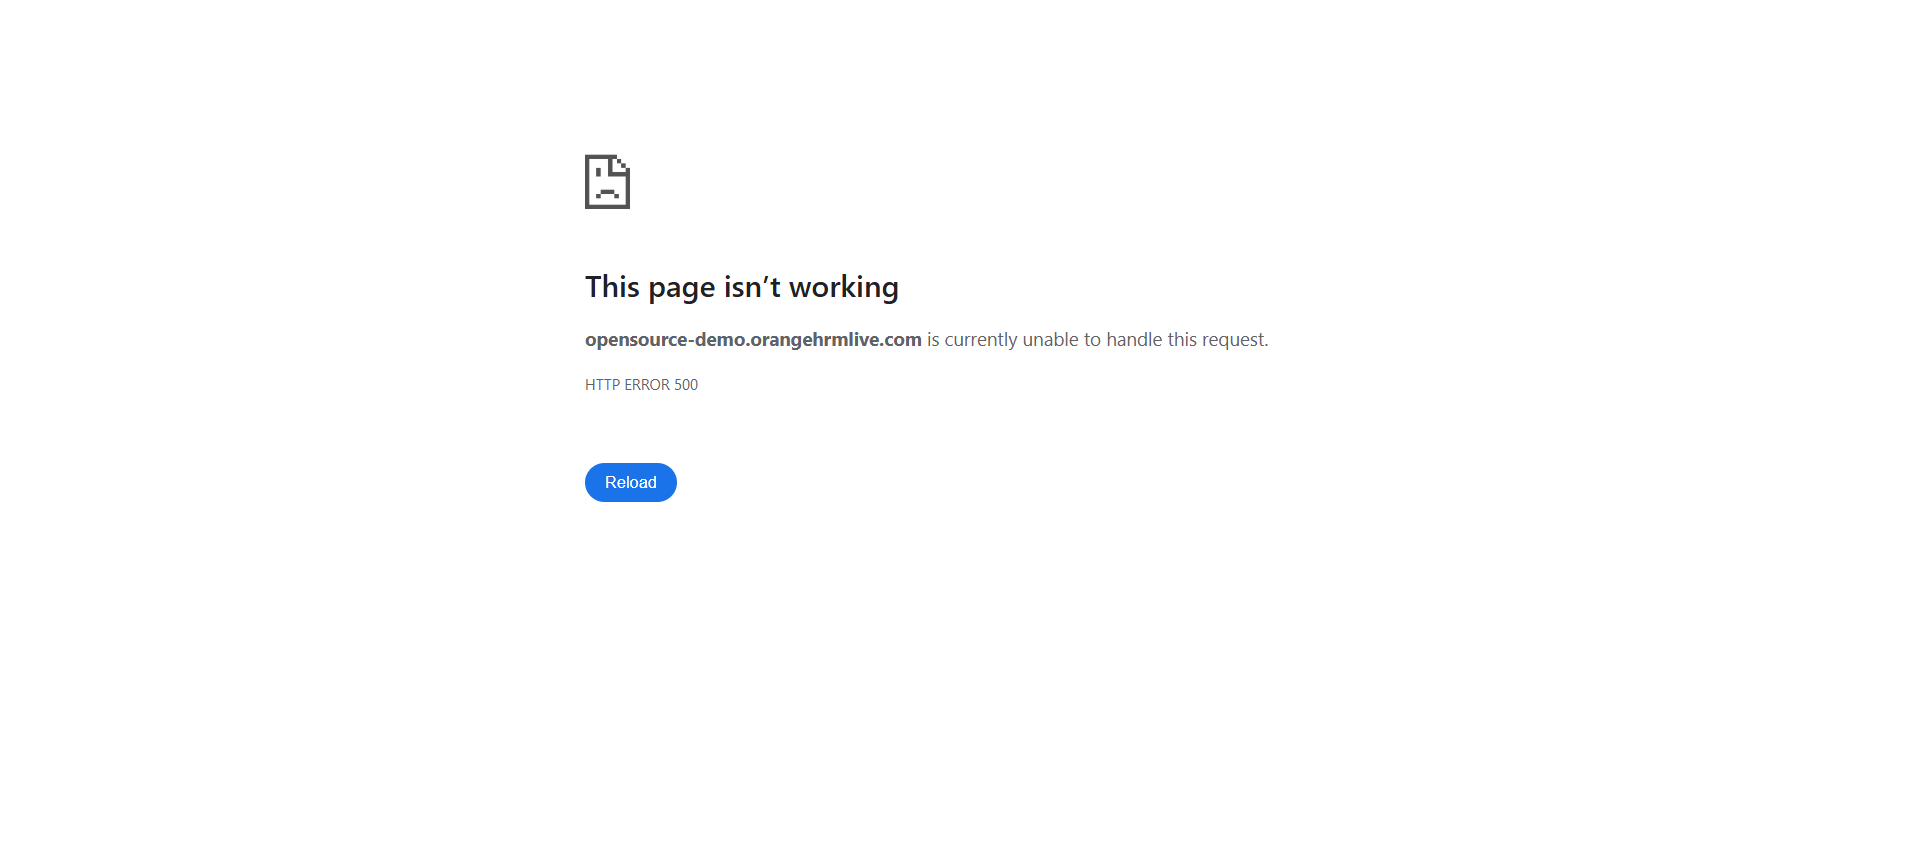 This page isn’t working
opensource-demo.orangehrmlive.com is currently unable to handle this request.
HTTP ERROR 500
Reload